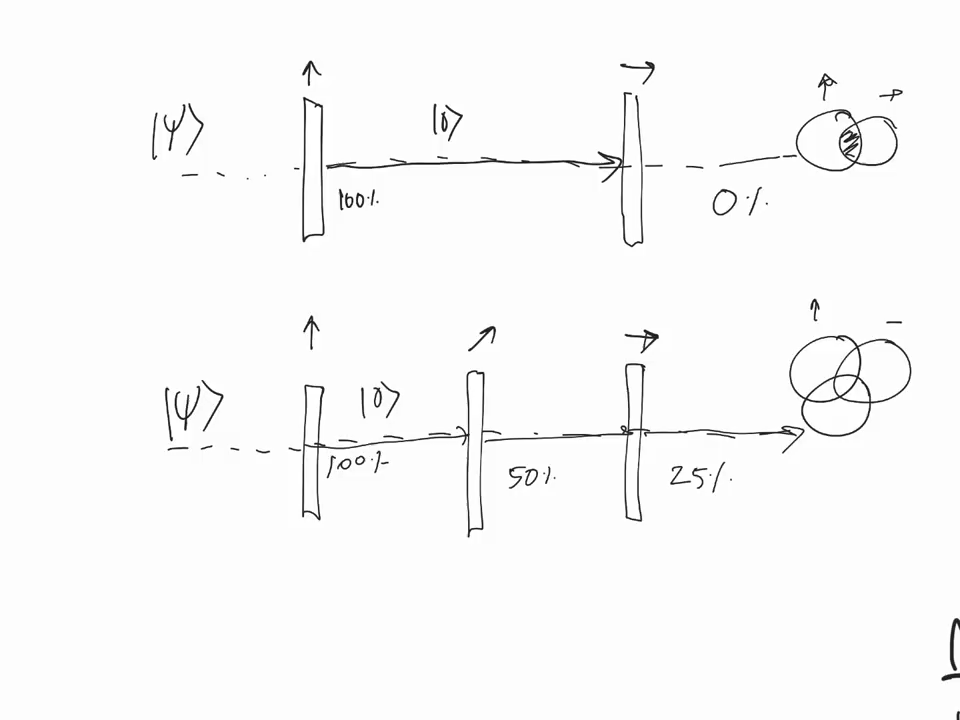 ↑ →
|ψ⟩ |0⟩ ↑ →
100% 0%
↑ ↗ → ↑ −
|ψ⟩ |0⟩
100% 50% 25%